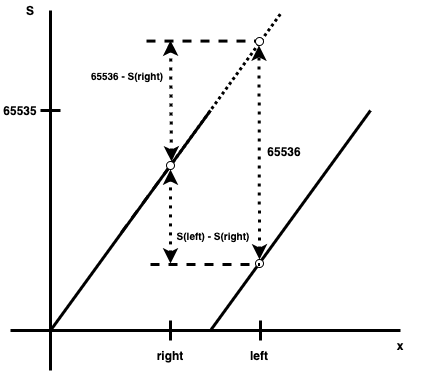 S
65536 - S(right)
65535
65536
S(left) - S(right)
right
left
x